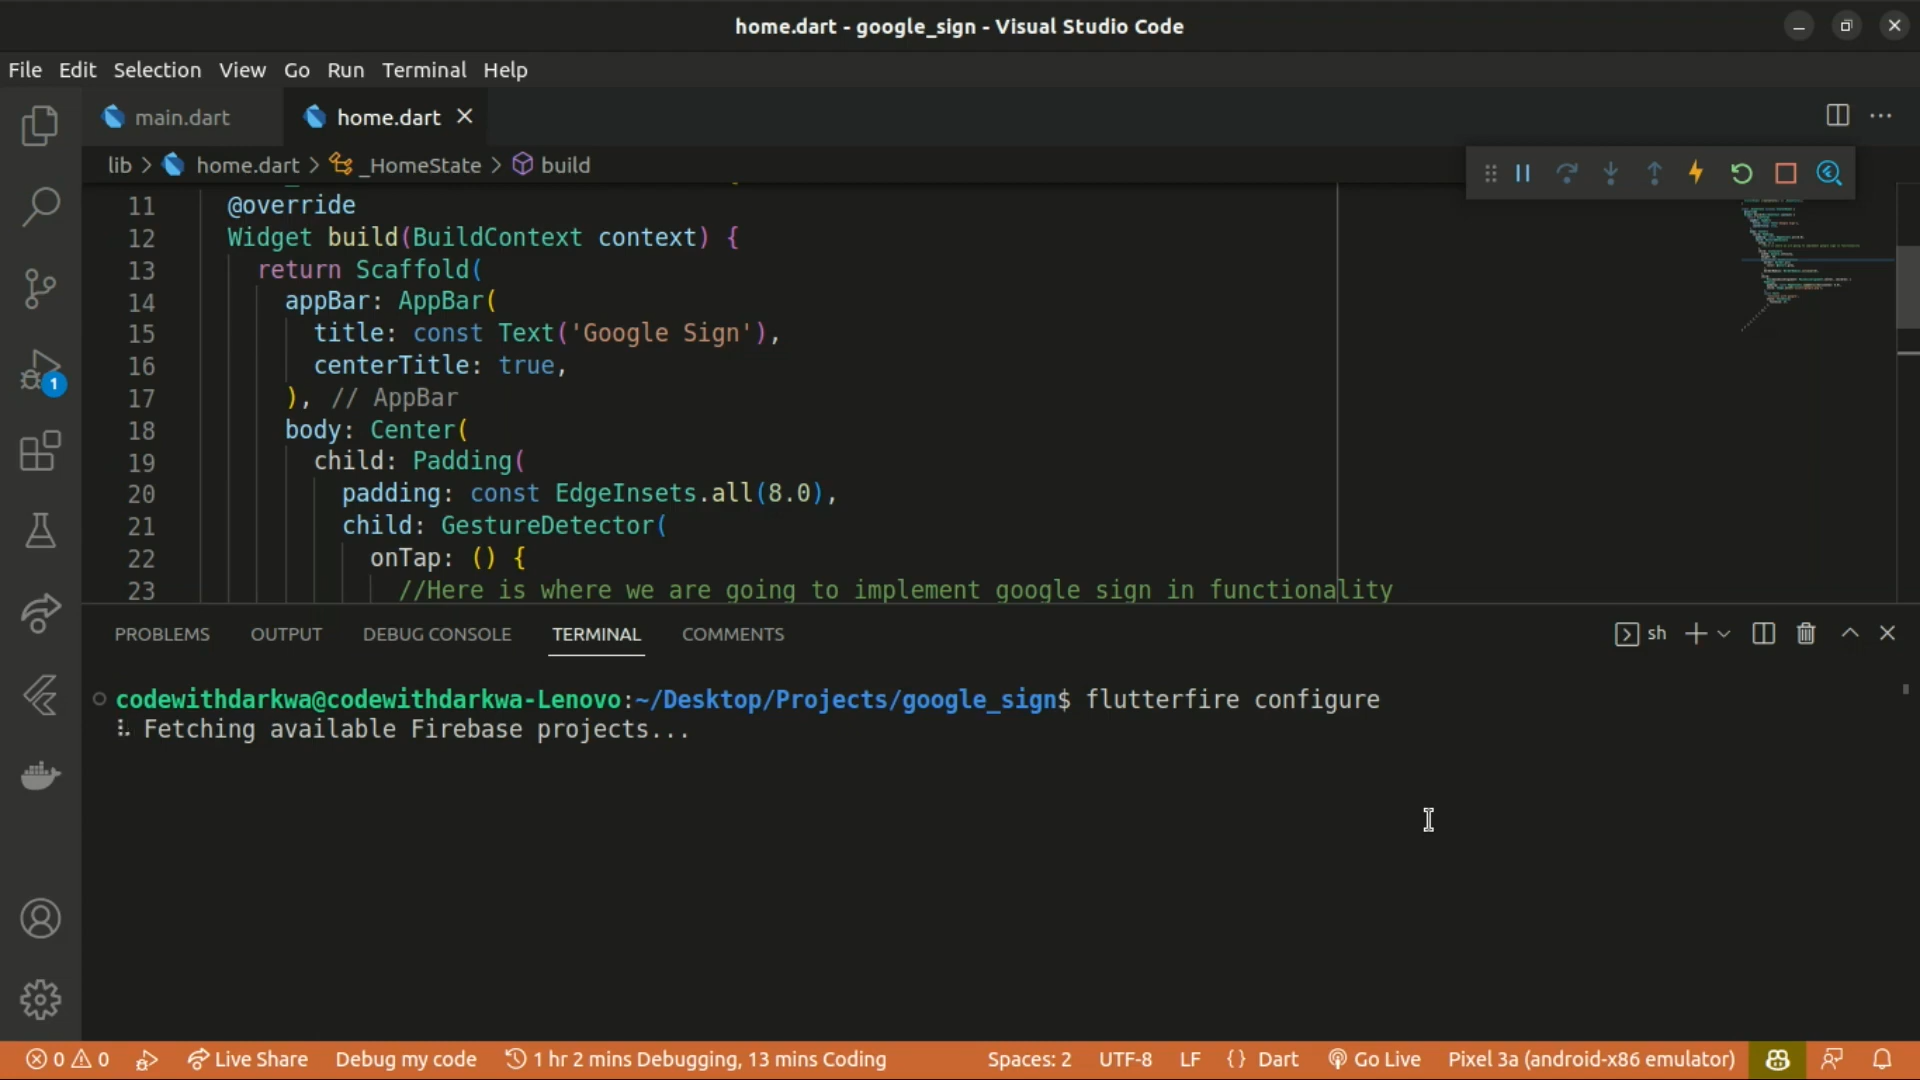 home.dart - google_sign - Visual Studio Code
File Edit Selection View Go Run Terminal Help
main.dart home.dart
lib > home.dart > _HomeState > build
11 @override
12 Widget build(BuildContext context) {
13 return Scaffold(
14 appBar: AppBar(
15 title: const Text('Google Sign'),
16 centerTitle: true,
17 ), // AppBar
18 body: Center(
19 child: Padding(
20 padding: const EdgeInsets.all(8.0),
21 child: GestureDetector(
22 onTap: () {
23 //Here is where we are going to implement google sign in functionality
1
PROBLEMS OUTPUT DEBUG CONSOLE TERMINAL COMMENTS sh
codewithdarkwa@codewithdarkwa-Lenovo:~/Desktop/Projects/google_sign$ flutterfire configure
Fetching available Firebase projects...
0 0 Live Share Debug my code 1 hr 2 mins Debugging, 13 mins Coding Spaces: 2 UTF-8 LF {} Dart Go Live Pixel 3a (android-x86 emulator)